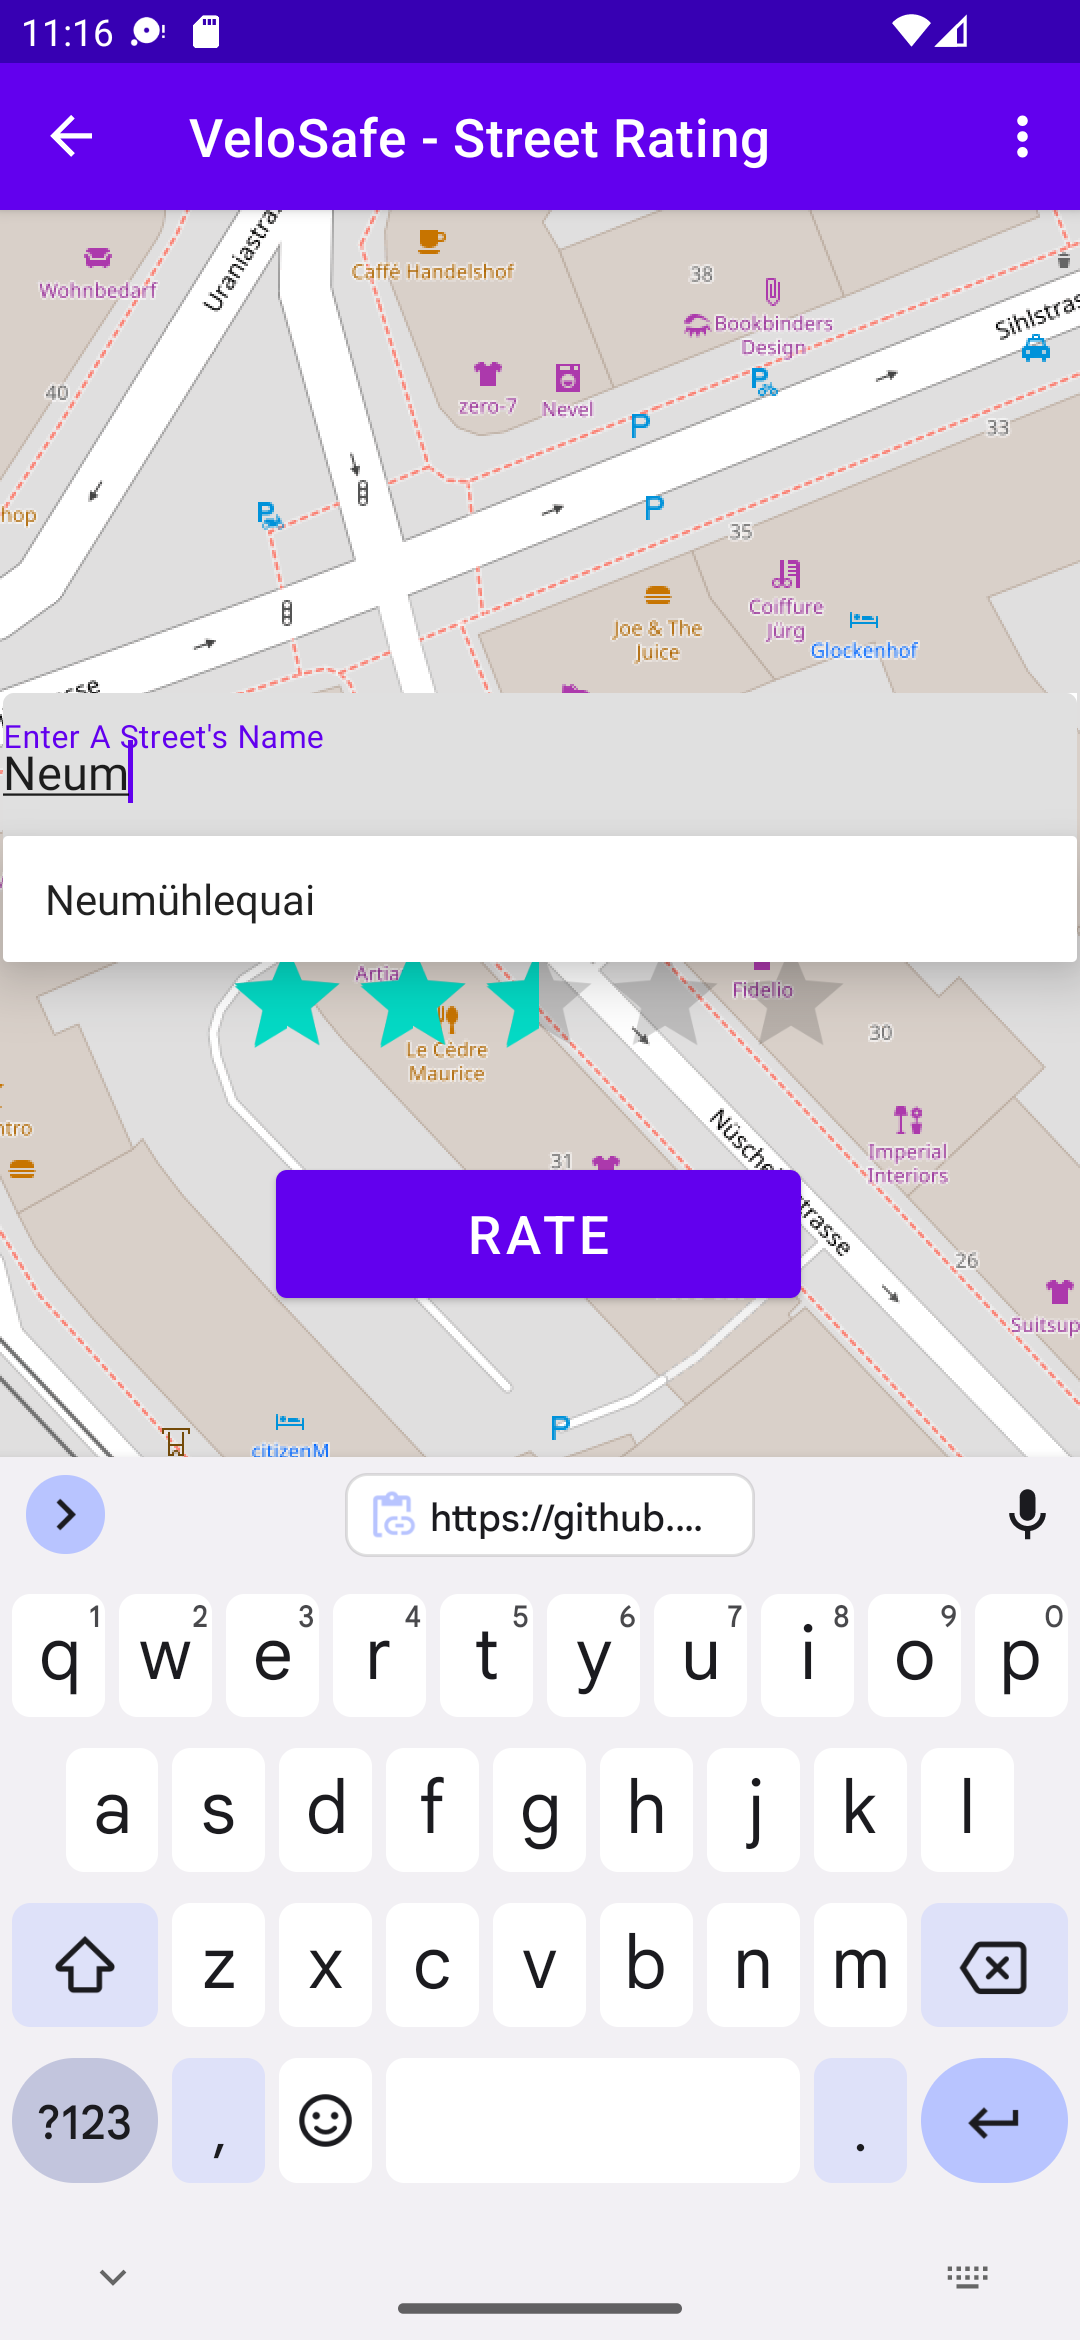 11:16
VeloSafe - Street Rating
Wohnbedarf
Uraniastra
Caffé Handelshof
38
Bookbinders
Design
Sihlstras
40
zero-7
Nevel
P
P
33
hop
P
P
35
Coiffure
Jürg
Joe & The
Juice
Glockenhof
sse
Enter A Street's Name
Neum
Neumühlequai
Artia
Fidelio
30
Le Cèdre
Maurice
ntro
Nüsche
trasse
31
Imperial
Interiors
RATE
26
Suitsup
P
citizenM
https://github....
1 2 3 4 5 6 7 8 9 0
q w e r t y u i o p
a s d f g h j k l
z x c v b n m
?123 , .